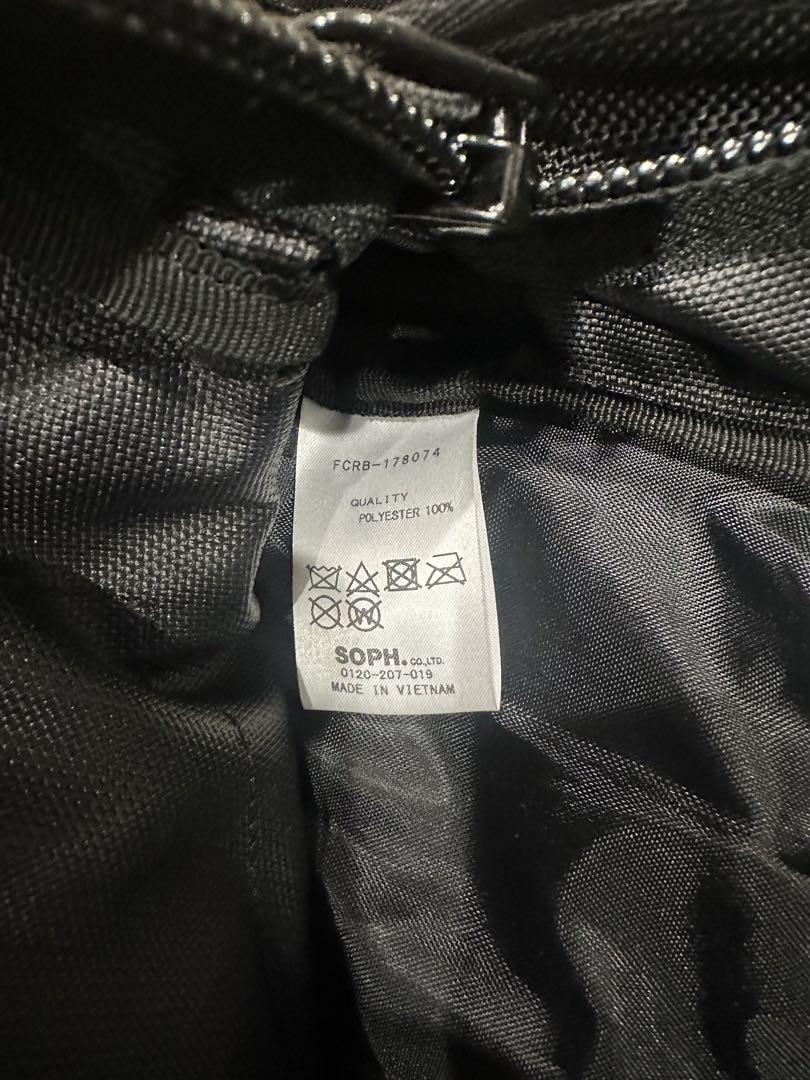 FCRB-178074
QUALITY
POLYESTER 100%
W
SOPH.CO.,LTD.
0120-207-019
MADE IN VIETNAM